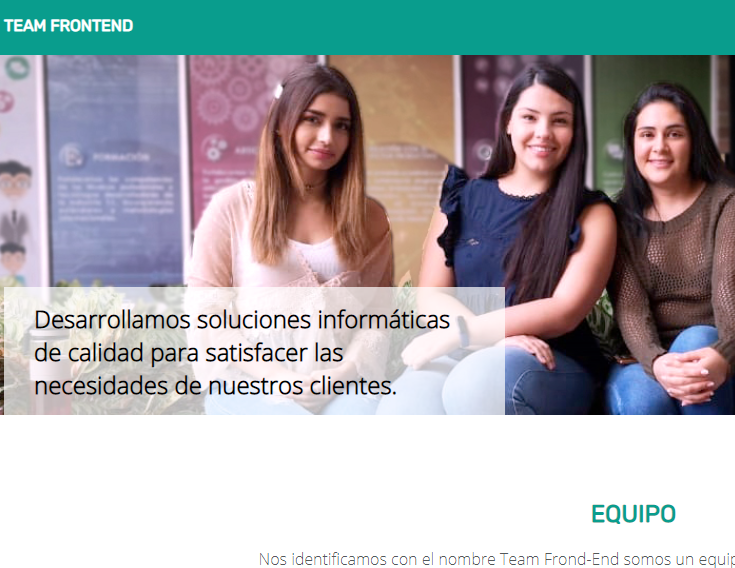 TEAM FRONTEND
FORMACIÓN
Desarrollamos soluciones informáticas
de calidad para satisfacer las
necesidades de nuestros clientes.
EQUIPO
Nos identificamos con el nombre Team Frond-End somos un equip